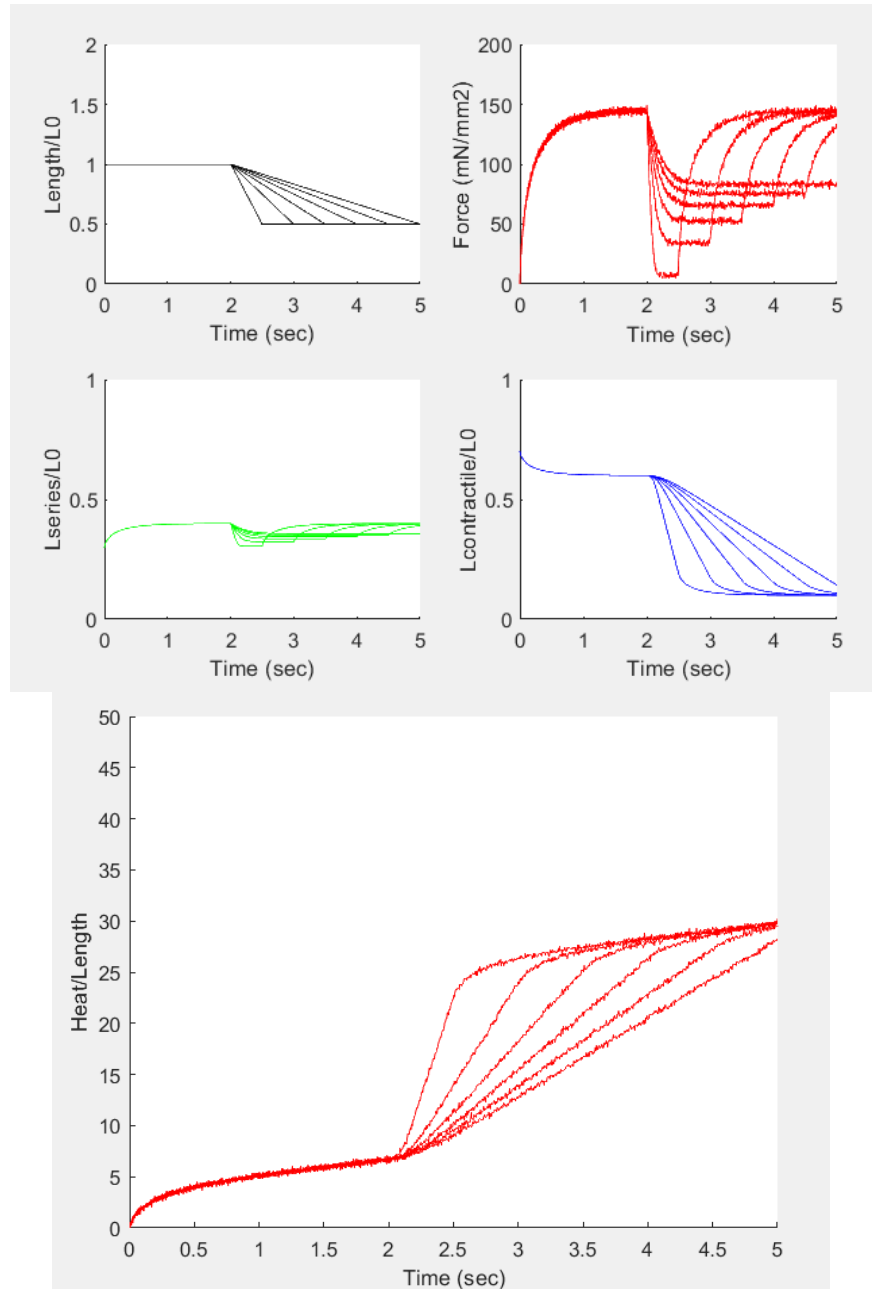 Length/L0
2
1.5
1
0.5
0
0 1 2 3 4 5
Time (sec)
Force (mN/mm2)
200
150
100
50
0
0 1 2 3 4 5
Time (sec)
Lseries/L0
1
0.5
0
0 1 2 3 4 5
Time (sec)
Lcontractile/L0
1
0.5
0
0 1 2 3 4 5
Time (sec)
Heat/Length
50
45
40
35
30
25
20
15
10
5
0
0 0.5 1 1.5 2 2.5 3 3.5 4 4.5 5
Time (sec)